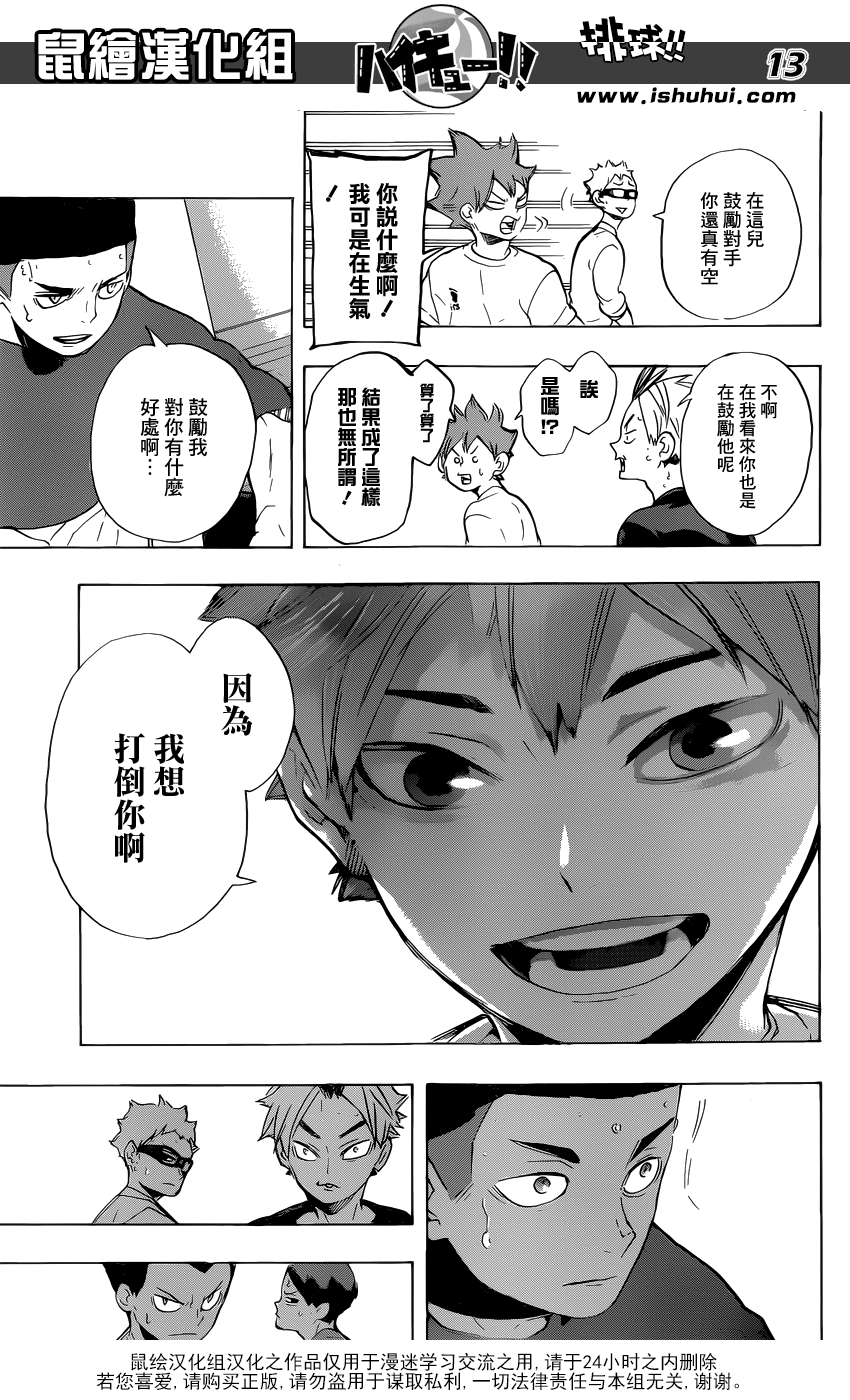 鼠繪漢化組
ハイキュー!!
排球!!
13
www.ishuhui.com
在這兒
鼓勵對手
你還真有空
你説什麼啊!
我可是在生氣
!
不啊
在我看來你也是
在鼓勵他呢
誒
是嗎!?
算了算了
結果成了這樣
那也無所謂!
鼓勵我
對你有什麼
好處啊…
因為
我想
打倒你啊
鼠绘汉化组汉化之作品仅用于漫迷学习交流之用,请于24小时之内删除
若您喜爱,请购买正版,请勿盗用于谋取私利,一切法律责任与本组无关,谢谢。